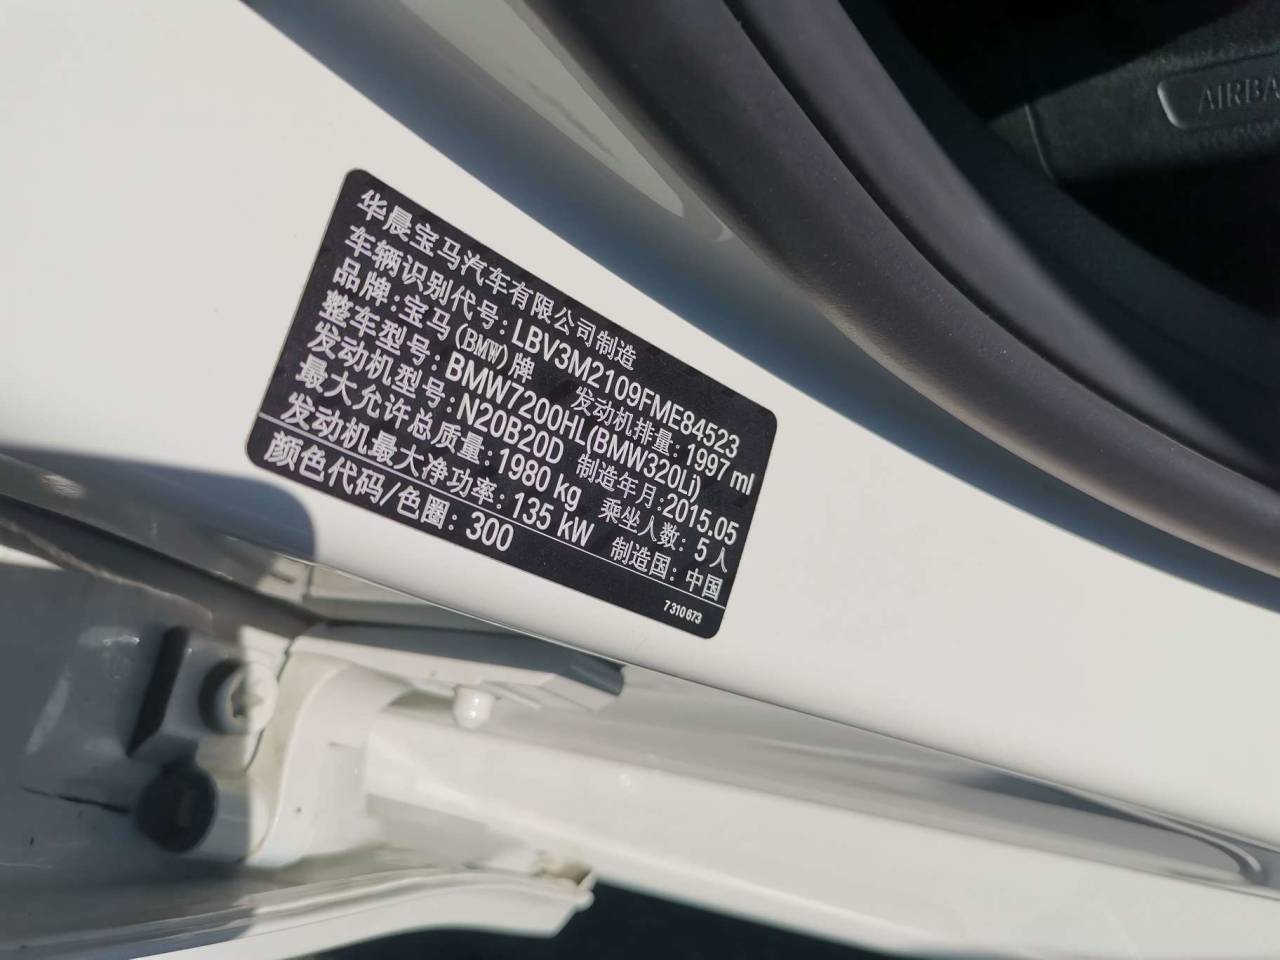 华晨宝马汽车有限公司制造
车辆识别代号: LBV3M2109FME84523
品牌: 宝马(BMW)牌 发动机排量: 1997 ml
整车型号: BMW7200HL(BMW320Li)
发动机型号: N20B20D 制造年月: 2015.05
最大允许总质量: 1980 kg 乘坐人数: 5 人
发动机最大净功率: 135 kW 制造国: 中国
颜色代码/色圈: 300
7310673
AIRBA